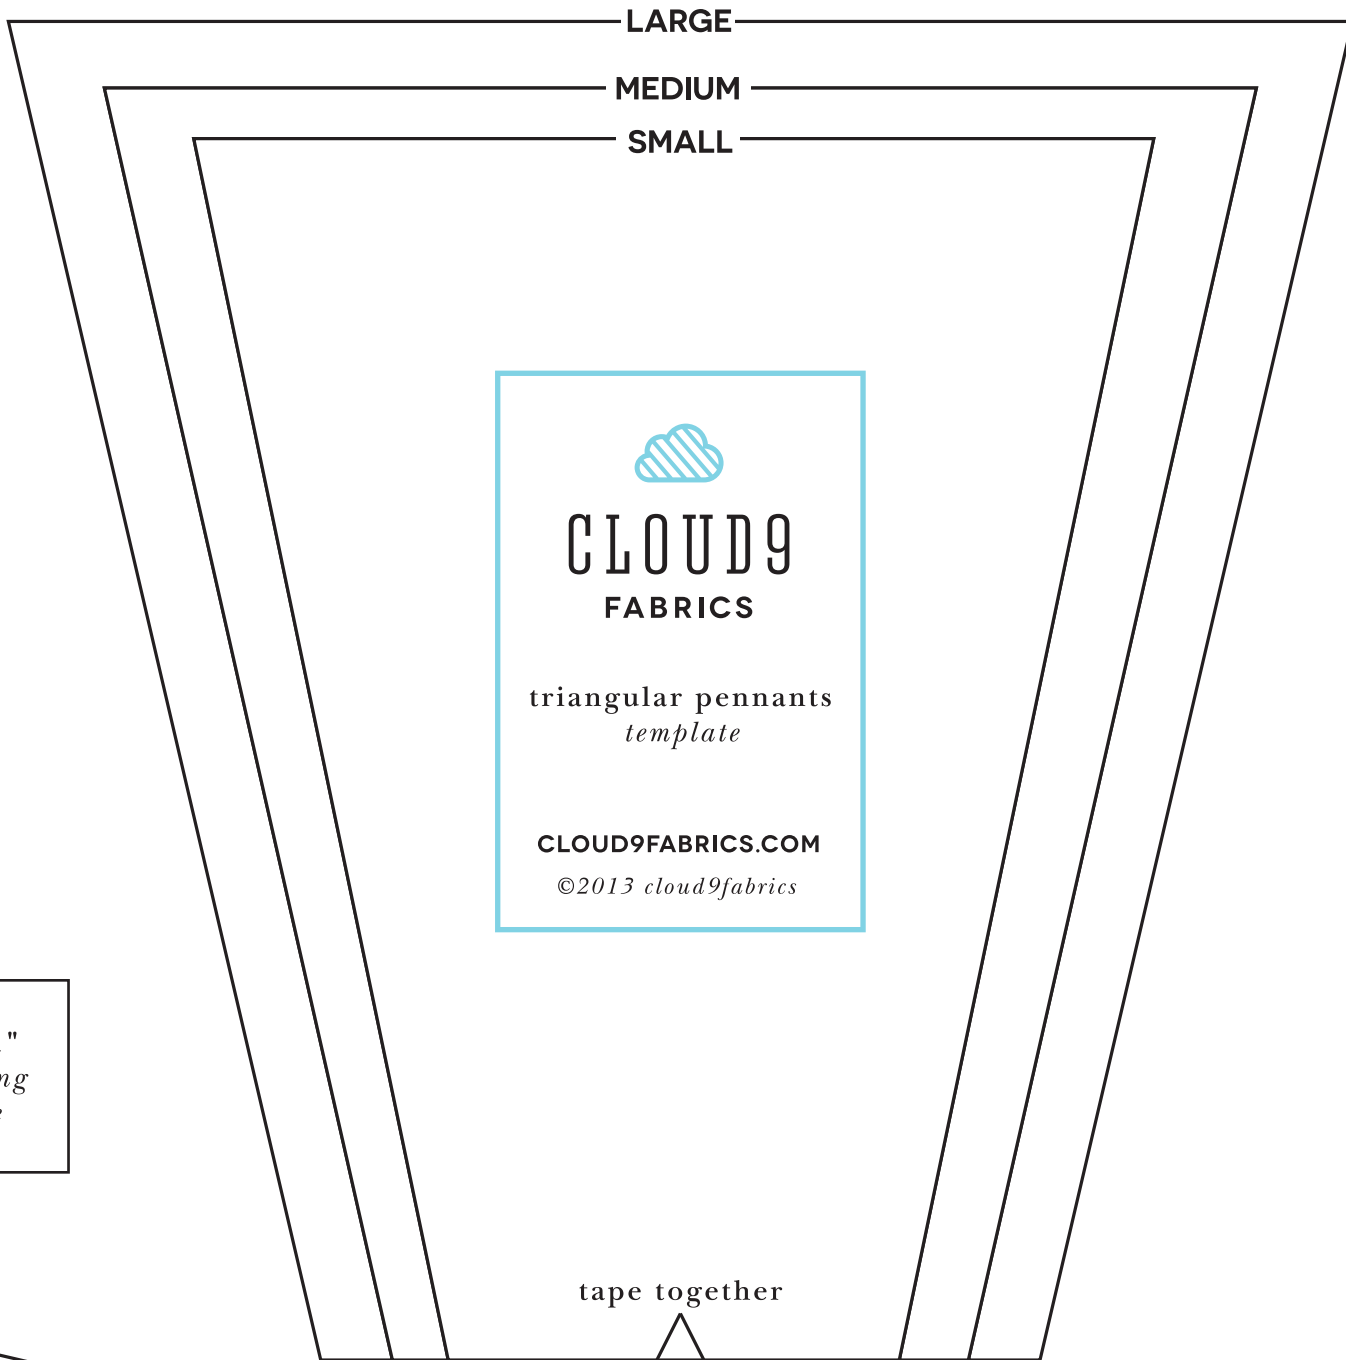 LARGE
MEDIUM
SMALL
CLOUD9
FABRICS
triangular pennants
template
CLOUD9FABRICS.COM
©2013 cloud9fabrics
tape together